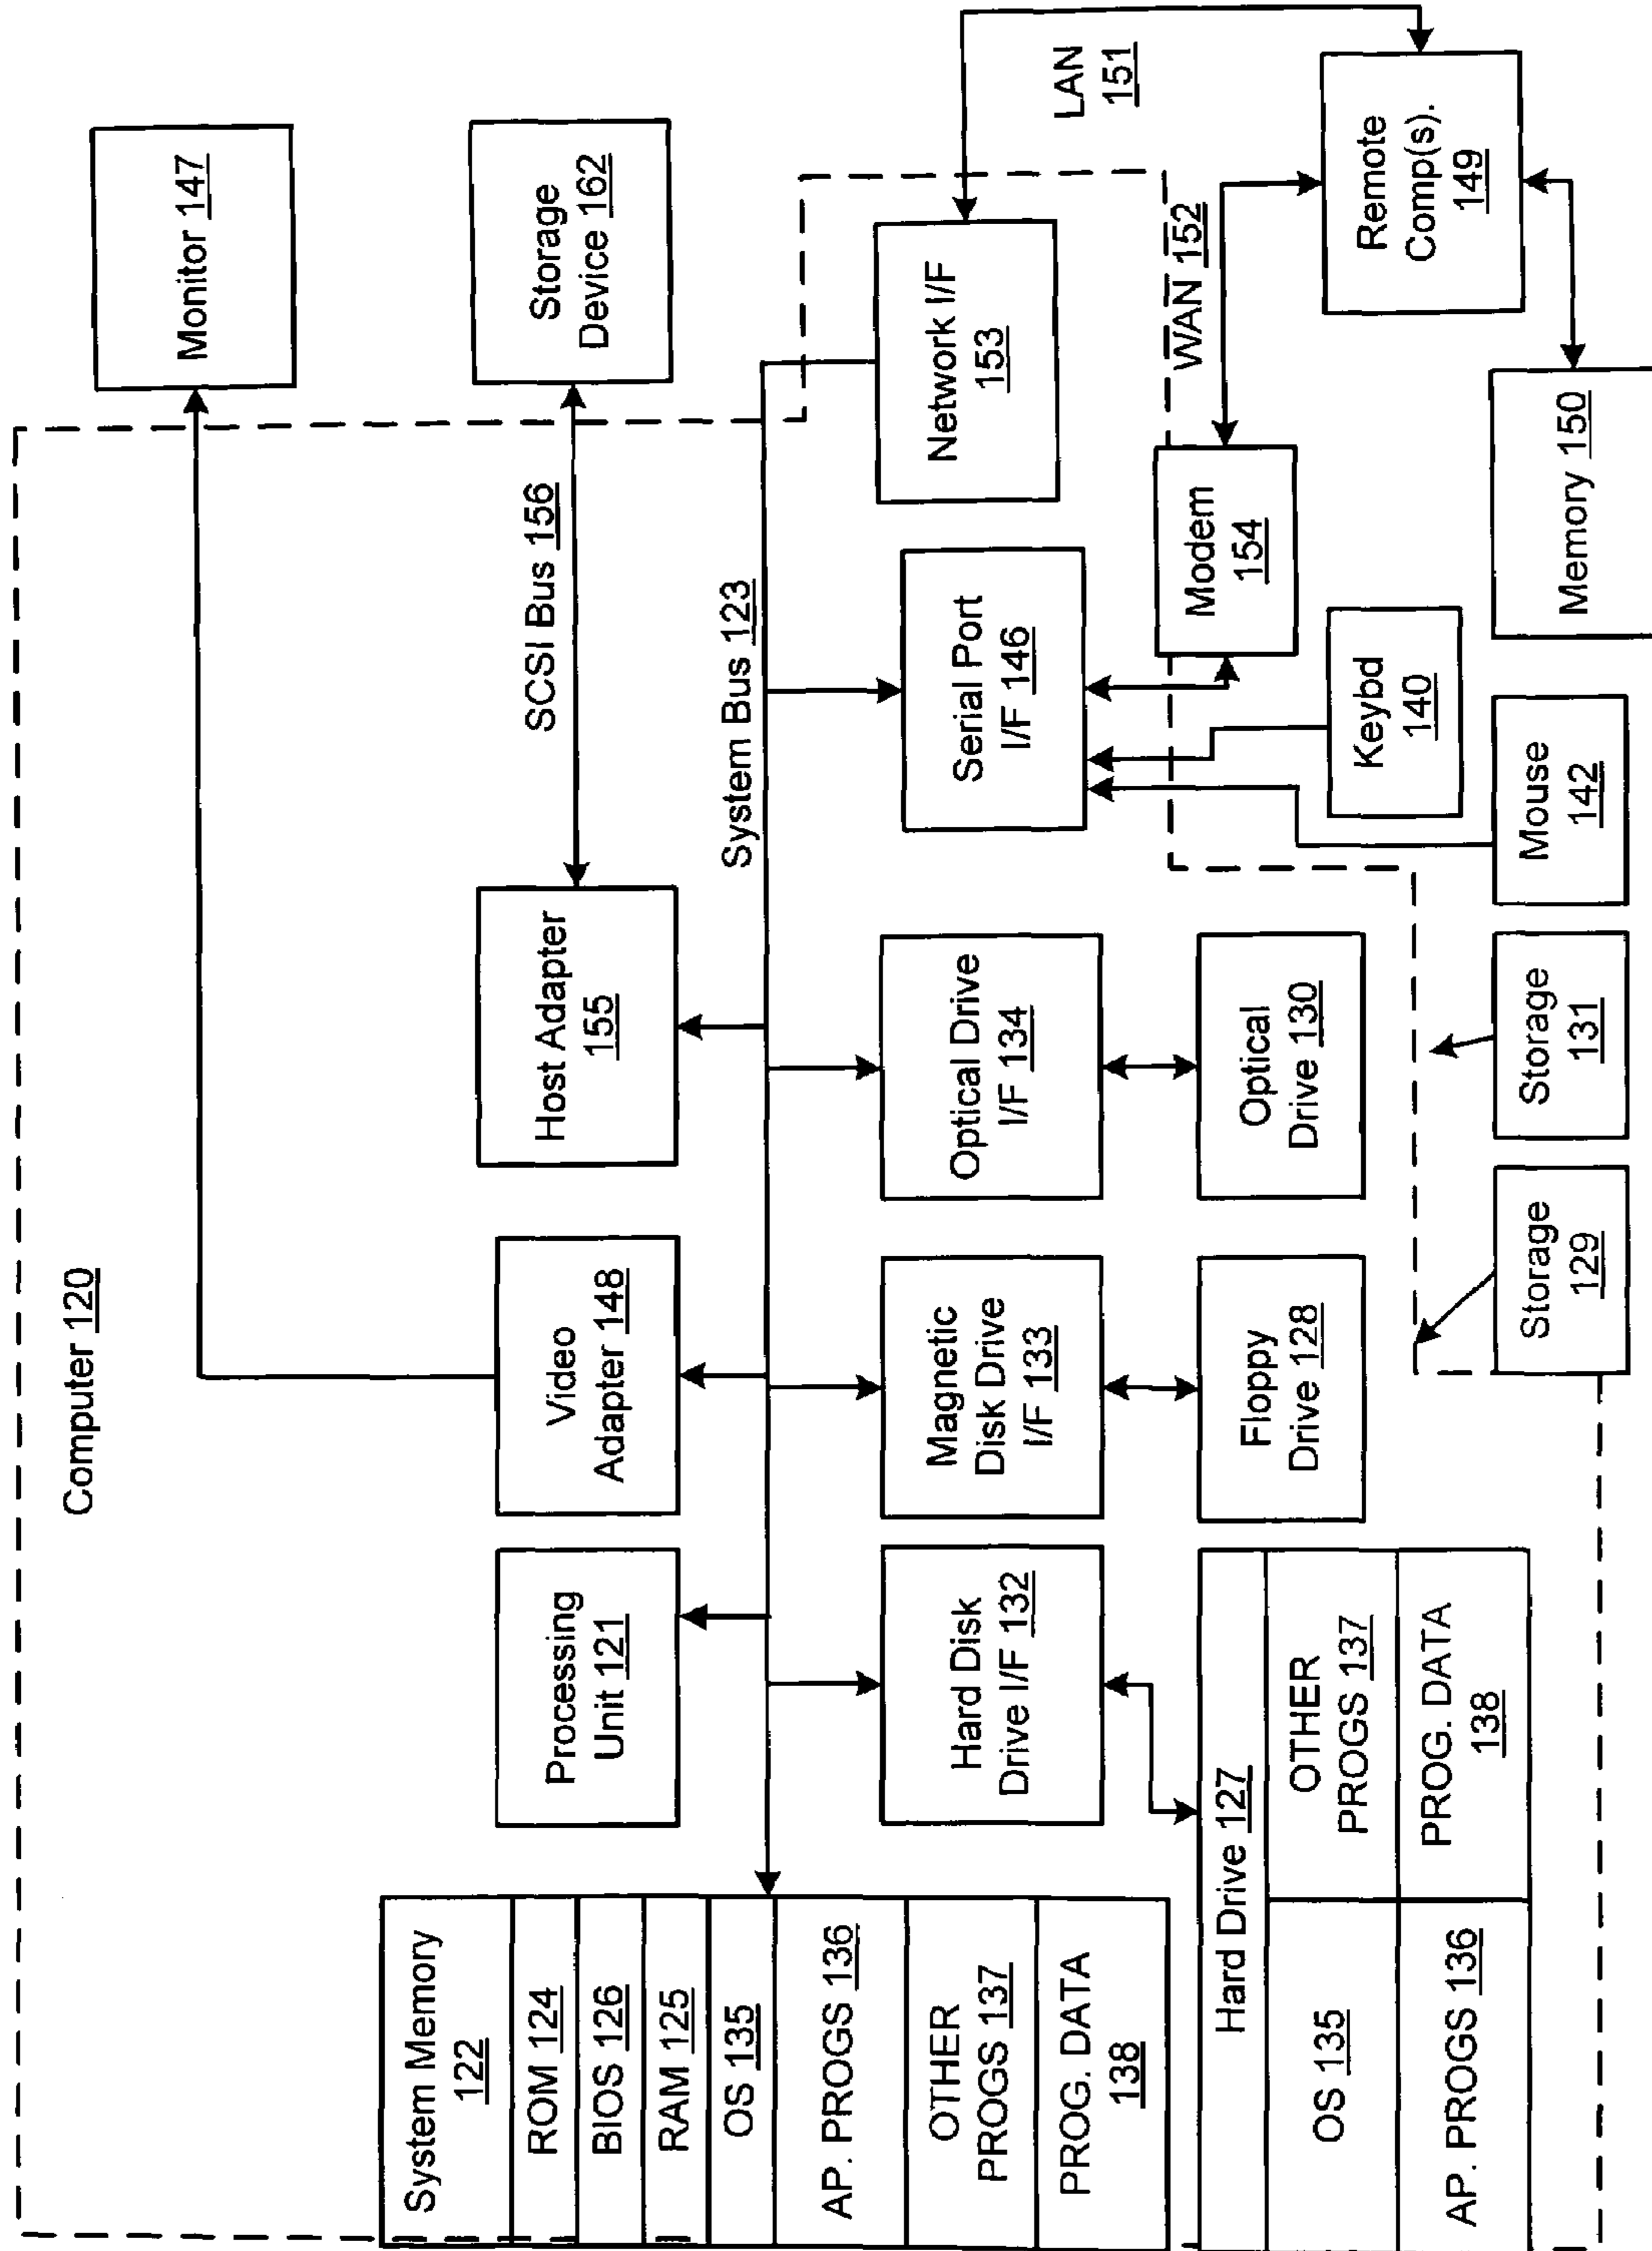 Computer 120
Monitor 147
System Memory
122
ROM 124
BIOS 126
RAM 125
OS 135
AP. PROGS 136
OTHER
PROGS 137
PROG. DATA
138
Processing
Unit 121
Video
Adapter 148
Host Adapter
155
SCSI Bus 156
Storage
Device 162
System Bus 123
Hard Disk
Drive I/F 132
Magnetic
Disk Drive
I/F 133
Optical Drive
I/F 134
Serial Port
I/F 146
Network I/F
153
LAN
151
Hard Drive 127
OS 135
OTHER
PROGS 137
AP. PROGS 136
PROG. DATA
138
Floppy
Drive 128
Optical
Drive 130
Modem
154
WAN 152
Keybd
140
Remote
Comp(s).
149
Storage
129
Storage
131
Mouse
142
Memory 150